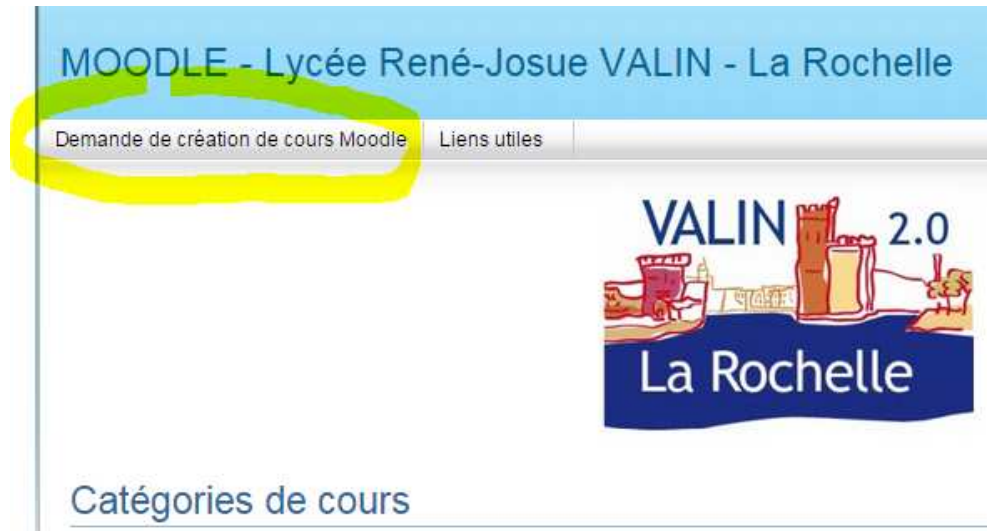 MOODLE - Lycée René-Josue VALIN - La Rochelle
Demande de création de cours Moodle
Liens utiles
VALIN 2.0
La Rochelle
Catégories de cours